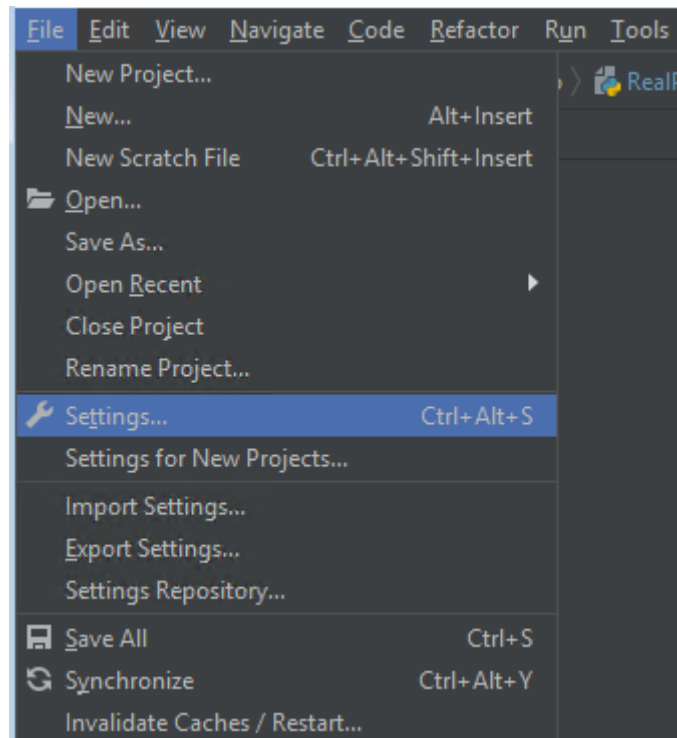 File Edit View Navigate Code Refactor Run Tools
New Project...
New... Alt+Insert
New Scratch File Ctrl+Alt+Shift+Insert
Open...
Save As...
Open Recent
Close Project
Rename Project...
Settings... Ctrl+Alt+S
Settings for New Projects...
Import Settings...
Export Settings...
Settings Repository...
Save All Ctrl+S
Synchronize Ctrl+Alt+Y
Invalidate Caches / Restart...